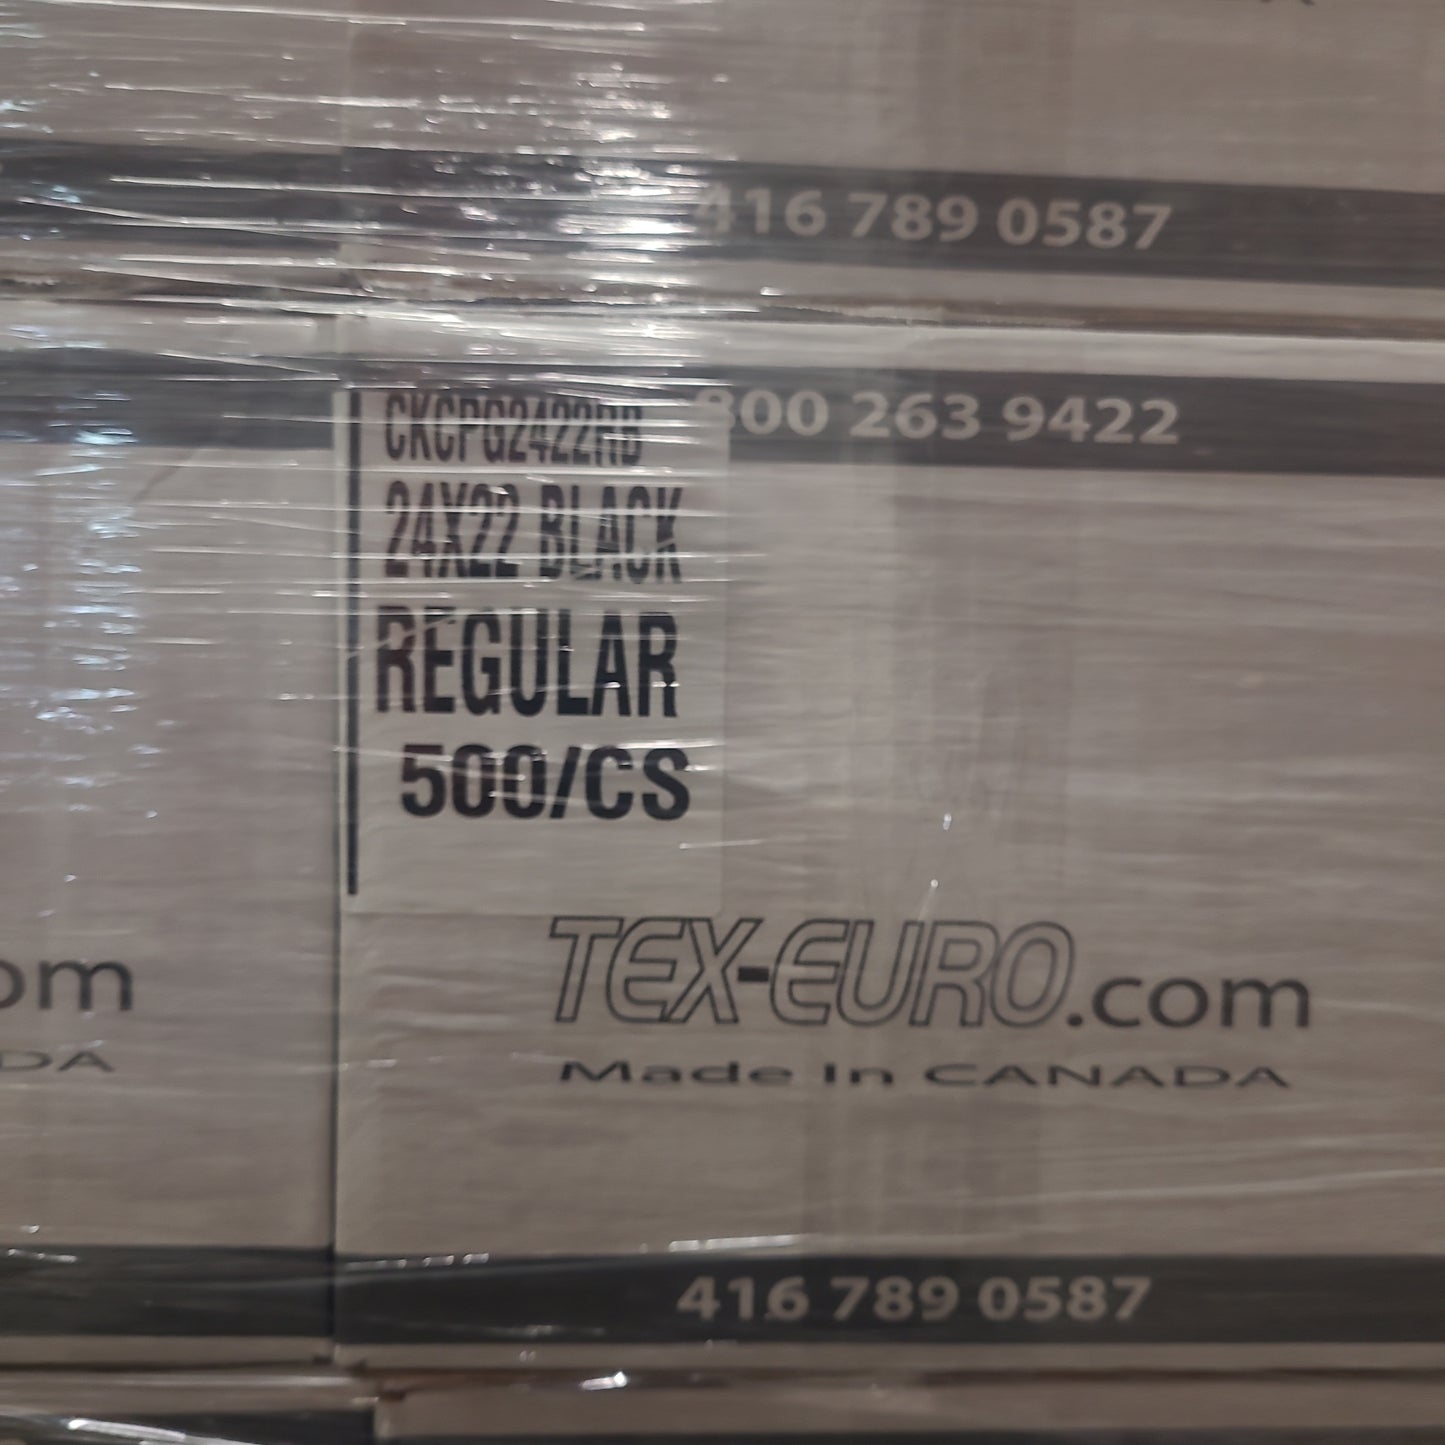 416 789 0587
800 263 9422
CKCPG2422RB
24X22 BLACK
REGULAR
500/CS
TEX-EURO.com
Made In CANADA
om
DA
416 789 0587